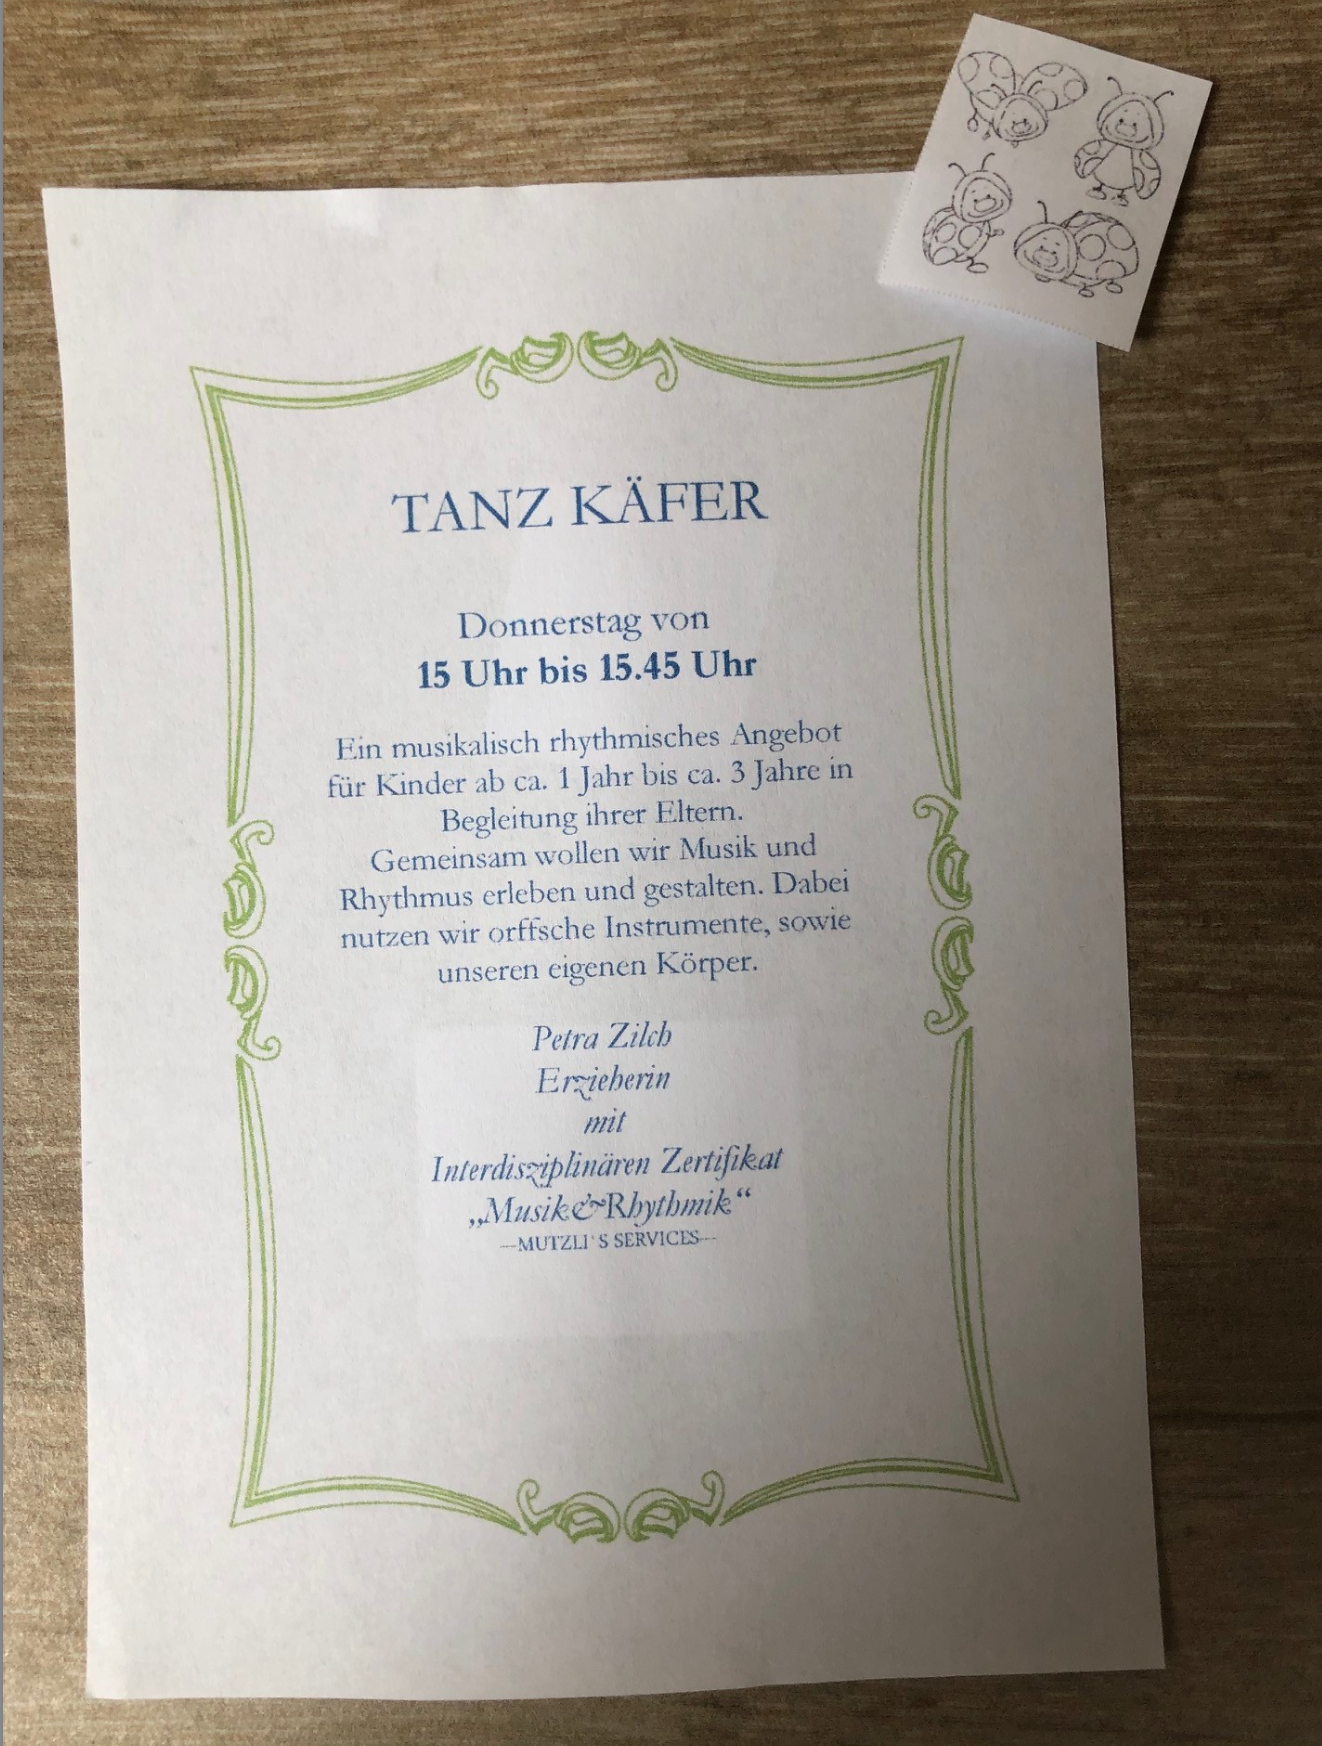 TANZ KÄFER
Donnerstag von
15 Uhr bis 15.45 Uhr
Ein musikalisch rhythmisches Angebot
für Kinder ab ca. 1 Jahr bis ca. 3 Jahre in
Begleitung ihrer Eltern.
Gemeinsam wollen wir Musik und
Rhythmus erleben und gestalten. Dabei
nutzen wir orffsche Instrumente, sowie
unseren eigenen Körper.
Petra Zilch
Erzieherin
mit
Interdisziplinären Zertifikat
„Musik&Rhythmik“
---MUTZLI`S SERVICES---